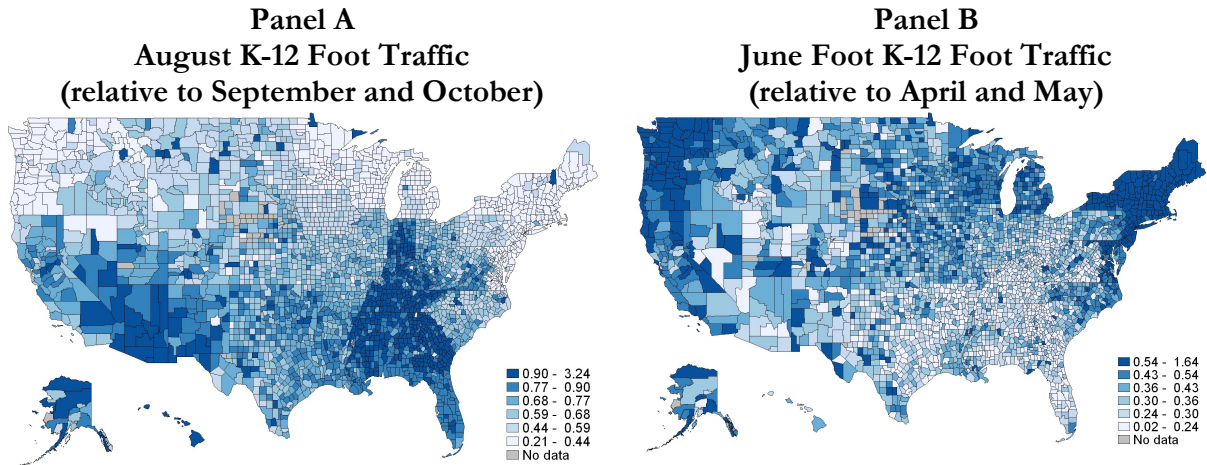 Panel A
August K-12 Foot Traffic
(relative to September and October)
0.90 - 3.24
0.77 - 0.90
0.68 - 0.77
0.59 - 0.68
0.44 - 0.59
0.21 - 0.44
No data
Panel B
June Foot K-12 Foot Traffic
(relative to April and May)
0.54 - 1.64
0.43 - 0.54
0.36 - 0.43
0.30 - 0.36
0.24 - 0.30
0.02 - 0.24
No data